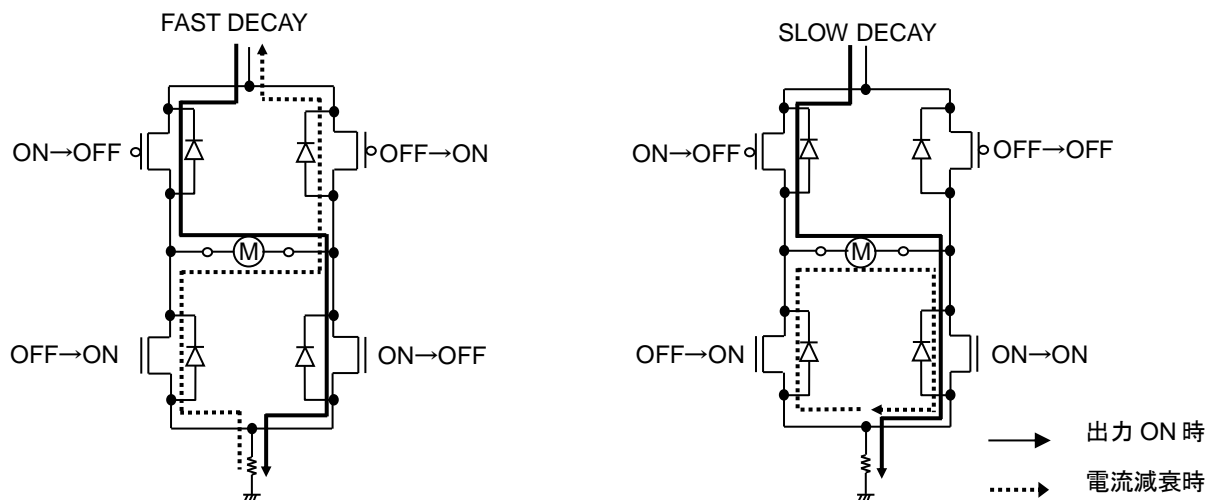 FAST DECAY
SLOW DECAY
ON→OFF
OFF→ON
ON→OFF
OFF→OFF
M
M
OFF→ON
ON→OFF
OFF→ON
ON→ON
出力 ON 時
電流減衰時